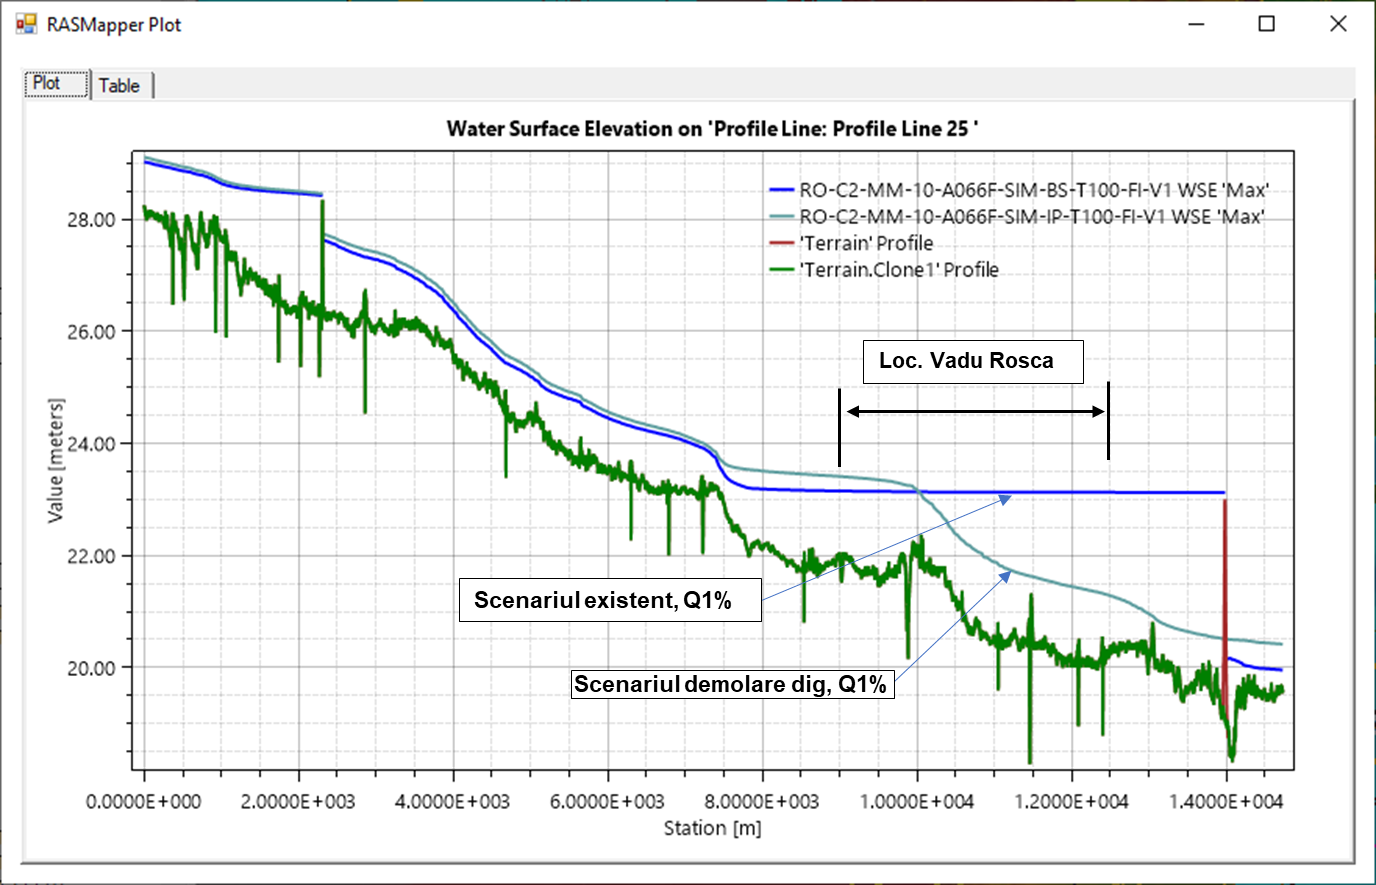 RASMapper Plot
Plot Table
Water Surface Elevation on 'Profile Line: Profile Line 25 '
RO-C2-MM-10-A066F-SIM-BS-T100-FI-V1 WSE 'Max'
RO-C2-MM-10-A066F-SIM-IP-T100-FI-V1 WSE 'Max'
'Terrain' Profile
'Terrain.Clone1' Profile
28.00
26.00
24.00
22.00
20.00
Value [meters]
Loc. Vadu Rosca
Scenariul existent, Q1%
Scenariul demolare dig, Q1%
0.0000E+000 2.0000E+003 4.0000E+003 6.0000E+003 8.0000E+003 1.0000E+004 1.2000E+004 1.4000E+004
Station [m]